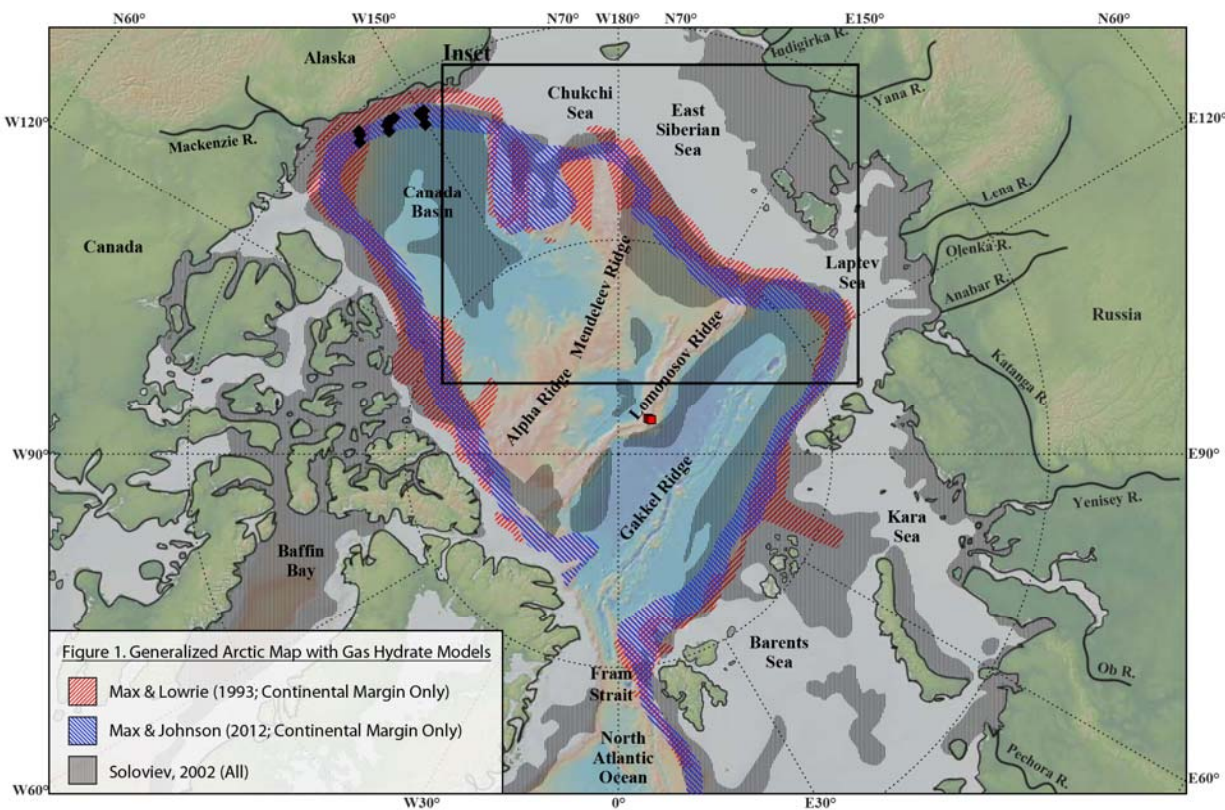 N60°
W150°
N70°
W180°
N70°
E150°
N60°
Alaska
Inset
Iudigirka R.
Chukchi
Sea
East
Siberian
Sea
Yana R.
W120°
E120°
Mackenzie R.
Lena R.
Canada
Basin
Canada
Olenka R.
Laptev
Sea
Anabar R.
Russia
Mendeleev Ridge
Lomonosov Ridge
Alpha Ridge
Katanga R.
W90°
E90°
Gakkel Ridge
Yenisey R.
Kara
Sea
Baffin
Bay
Barents
Sea
Ob R.
Fram
Strait
North
Atlantic
Ocean
Pechora R.
Figure 1. Generalized Arctic Map with Gas Hydrate Models
Max & Lowrie (1993; Continental Margin Only)
Max & Johnson (2012; Continental Margin Only)
Soloviev, 2002 (All)
W60°
W30°
0°
E30°
E60°